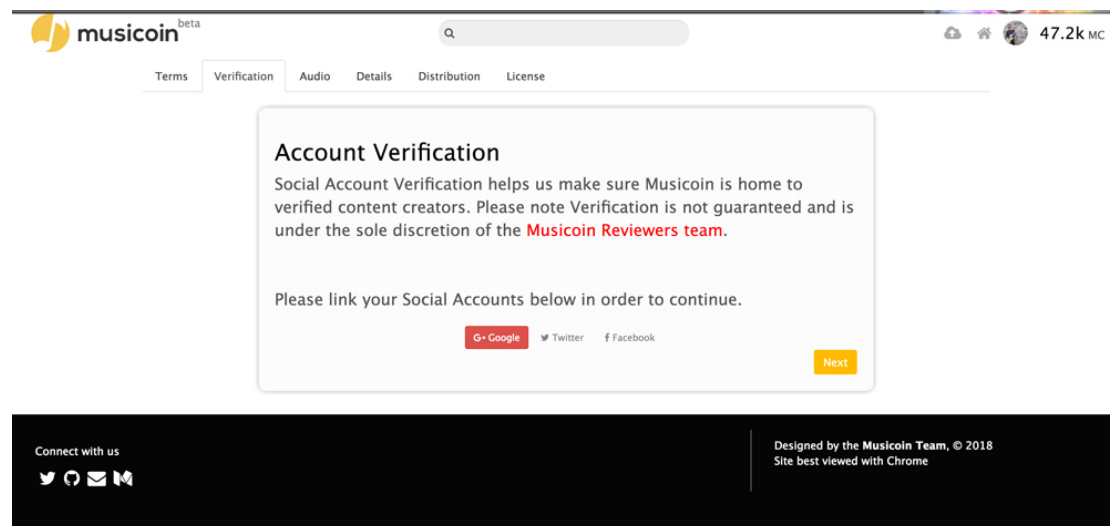 musicoin beta
47.2k MC
Terms Verification Audio Details Distribution License
Account Verification
Social Account Verification helps us make sure Musicoin is home to
verified content creators. Please note Verification is not guaranteed and is
under the sole discretion of the Musicoin Reviewers team.
Please link your Social Accounts below in order to continue.
G+ Google Twitter Facebook
Next
Connect with us
Designed by the Musicoin Team, © 2018
Site best viewed with Chrome